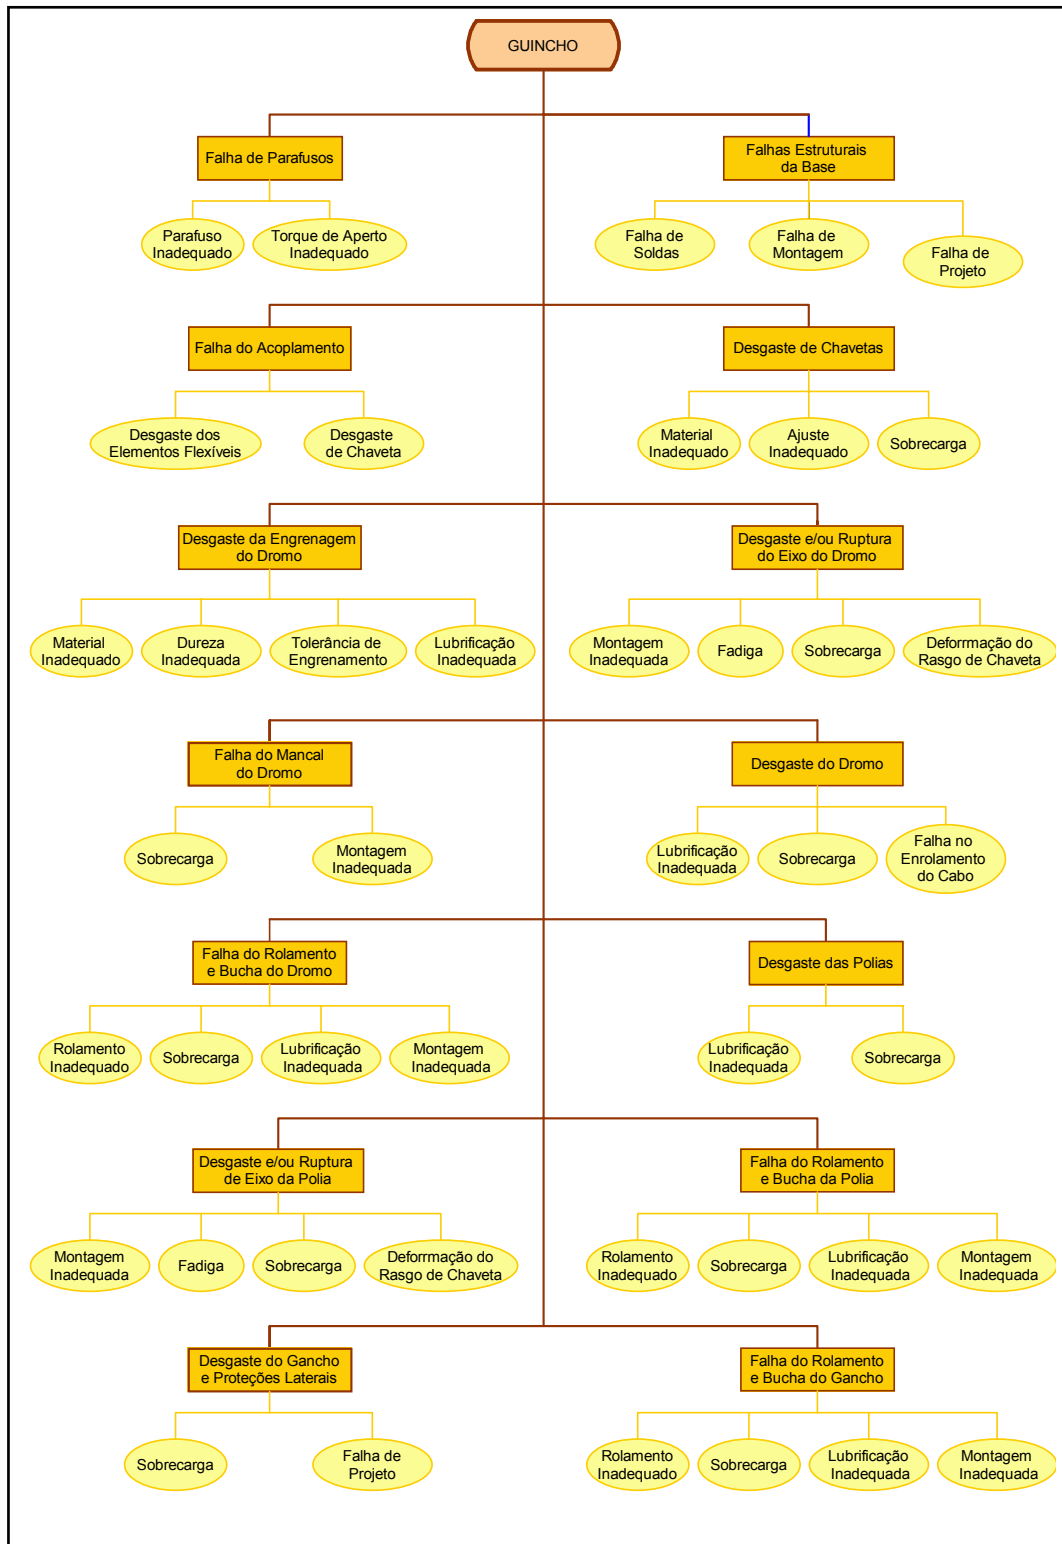 GUINCHO
Falha de Parafusos
Falhas Estruturais
da Base
Parafuso
Inadequado
Torque de Aperto
Inadequado
Falha de
Soldas
Falha de
Montagem
Falha de
Projeto
Falha do Acoplamento
Desgaste de Chavetas
Desgaste dos
Elementos Flexíveis
Desgaste
de Chaveta
Material
Inadequado
Ajuste
Inadequado
Sobrecarga
Desgaste da Engrenagem
do Dromo
Desgaste e/ou Ruptura
do Eixo do Dromo
Material
Inadequado
Dureza
Inadequada
Tolerância de
Engrenamento
Lubrificação
Inadequada
Montagem
Inadequada
Fadiga
Sobrecarga
Deforrmação do
Rasgo de Chaveta
Falha do Mancal
do Dromo
Desgaste do Dromo
Sobrecarga
Montagem
Inadequada
Lubrificação
Inadequada
Sobrecarga
Falha no
Enrolamento
do Cabo
Falha do Rolamento
e Bucha do Dromo
Desgaste das Polias
Rolamento
Inadequado
Sobrecarga
Lubrificação
Inadequada
Montagem
Inadequada
Lubrificação
Inadequada
Sobrecarga
Desgaste e/ou Ruptura
de Eixo da Polia
Falha do Rolamento
e Bucha da Polia
Montagem
Inadequada
Fadiga
Sobrecarga
Deforrmação do
Rasgo de Chaveta
Rolamento
Inadequado
Sobrecarga
Lubrificação
Inadequada
Montagem
Inadequada
Desgaste do Gancho
e Proteções Laterais
Falha do Rolamento
e Bucha do Gancho
Sobrecarga
Falha de
Projeto
Rolamento
Inadequado
Sobrecarga
Lubrificação
Inadequada
Montagem
Inadequada